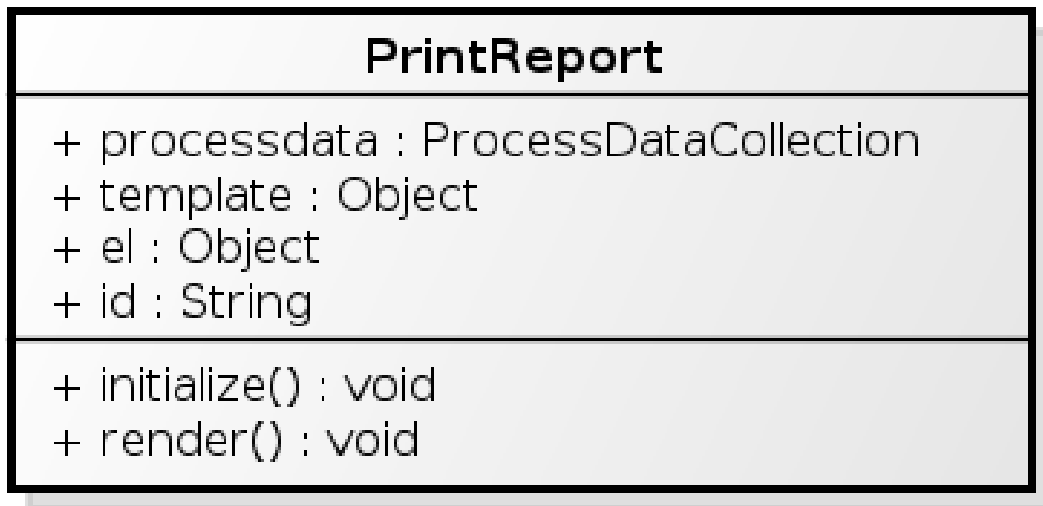 PrintReport
+ processdata : ProcessDataCollection
+ template : Object
+ el : Object
+ id : String
+ initialize() : void
+ render() : void